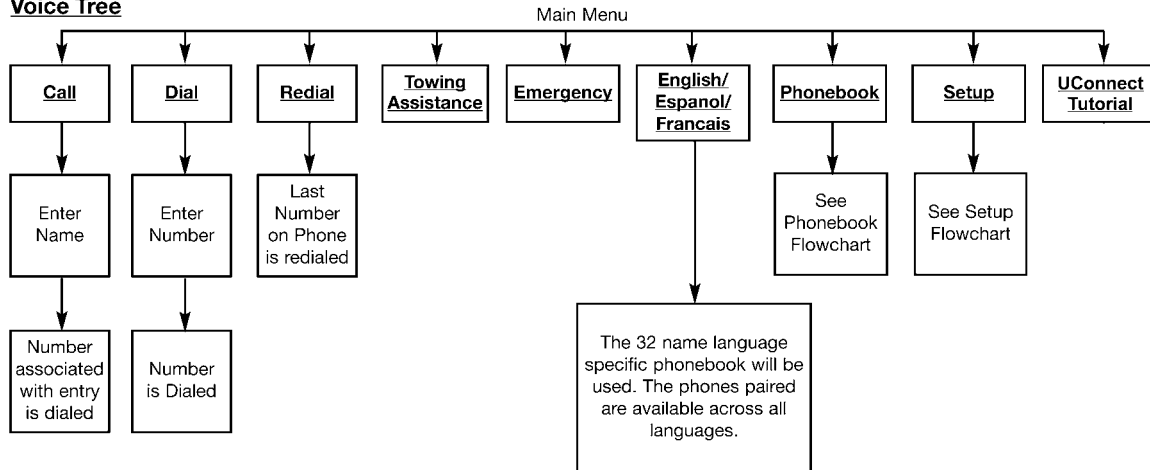 Voice Tree
Main Menu
Call
Dial
Redial
Towing
Assistance
Emergency
English/
Espanol/
Francais
Phonebook
Setup
UConnect
Tutorial
Enter
Name
Enter
Number
Last
Number
on Phone
is redialed
See
Phonebook
Flowchart
See Setup
Flowchart
Number
associated
with entry
is dialed
Number
is Dialed
The 32 name language
specific phonebook will be
used. The phones paired
are available across all
languages.